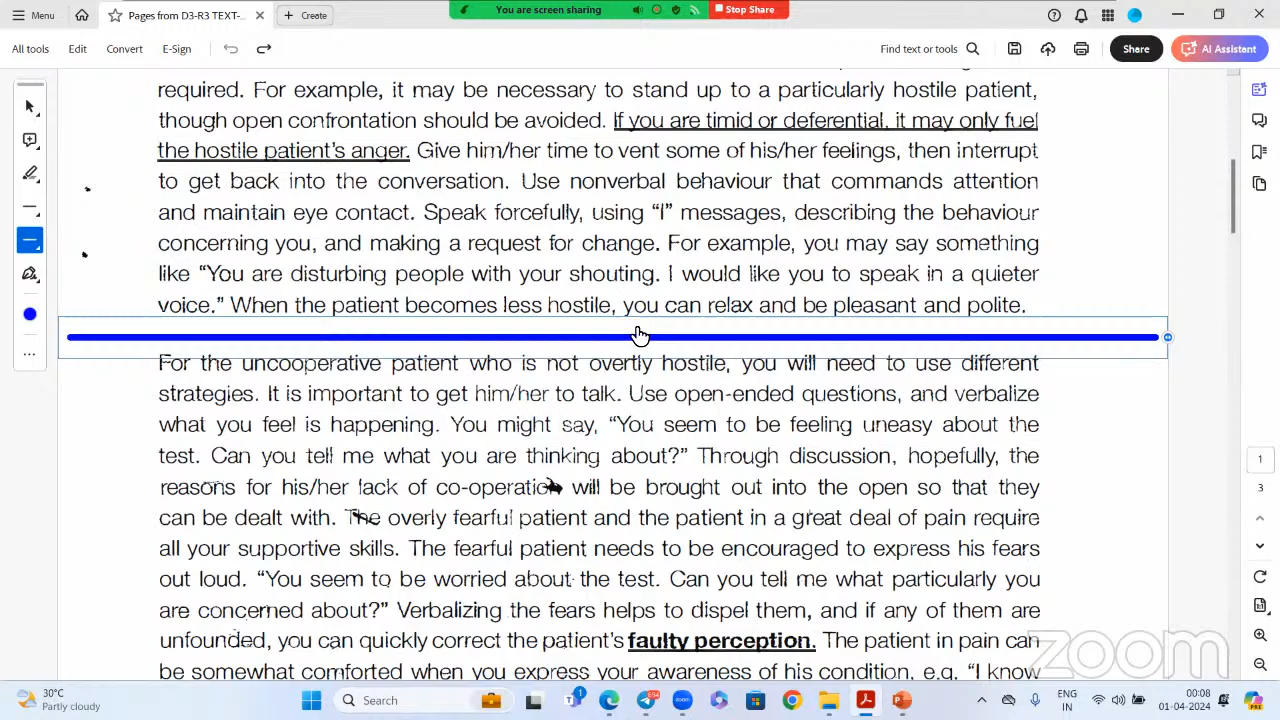 Menu
Pages from D3-R3 TEXT-...
Create
You are screen sharing
Stop Share
All tools
Edit
Convert
E-Sign
Find text or tools
Share
AI Assistant
required. For example, it may be necessary to stand up to a particularly hostile patient,
though open confrontation should be avoided. If you are timid or deferential, it may only fuel
the hostile patient's anger. Give him/her time to vent some of his/her feelings, then interrupt
to get back into the conversation. Use nonverbal behaviour that commands attention
and maintain eye contact. Speak forcefully, using "I" messages, describing the behaviour
concerning you, and making a request for change. For example, you may say something
like "You are disturbing people with your shouting. I would like you to speak in a quieter
voice." When the patient becomes less hostile, you can relax and be pleasant and polite.
For the uncooperative patient who is not overtly hostile, you will need to use different
strategies. It is important to get him/her to talk. Use open-ended questions, and verbalize
what you feel is happening. You might say, "You seem to be feeling uneasy about the
test. Can you tell me what you are thinking about?" Through discussion, hopefully, the
reasons for his/her lack of co-operation will be brought out into the open so that they
can be dealt with. The overly fearful patient and the patient in a great deal of pain require
all your supportive skills. The fearful patient needs to be encouraged to express his fears
out loud. "You seem to be worried about the test. Can you tell me what particularly you
are concerned about?" Verbalizing the fears helps to dispel them, and if any of them are
unfounded, you can quickly correct the patient's faulty perception. The patient in pain can
be somewhat comforted when you express your awareness of his condition, e.g. "I know
1
3
zoom
30°C
Partly cloudy
Search
ENG
IN
00:08
01-04-2024